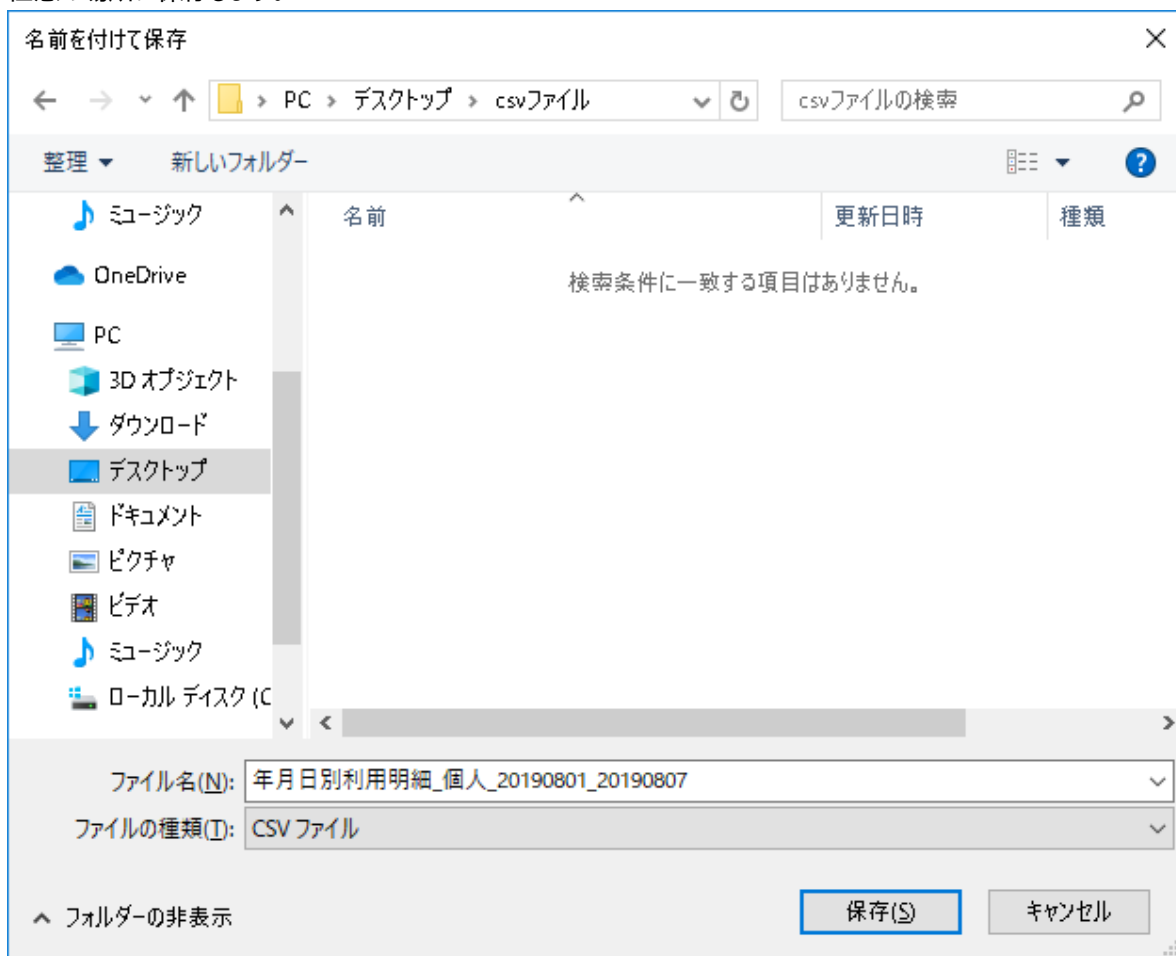 名前を付けて保存
PC > デスクトップ > csvファイル
csvファイルの検索
整理
新しいフォルダー
ミュージック
名前
更新日時
種類
OneDrive
検索条件に一致する項目はありません。
PC
3D オブジェクト
ダウンロード
デスクトップ
ドキュメント
ピクチャ
ビデオ
ミュージック
ローカル ディスク (C
ファイル名(N):
年月日別利用明細_個人_20190801_20190807
ファイルの種類(T):
CSV ファイル
フォルダーの非表示
保存(S)
キャンセル